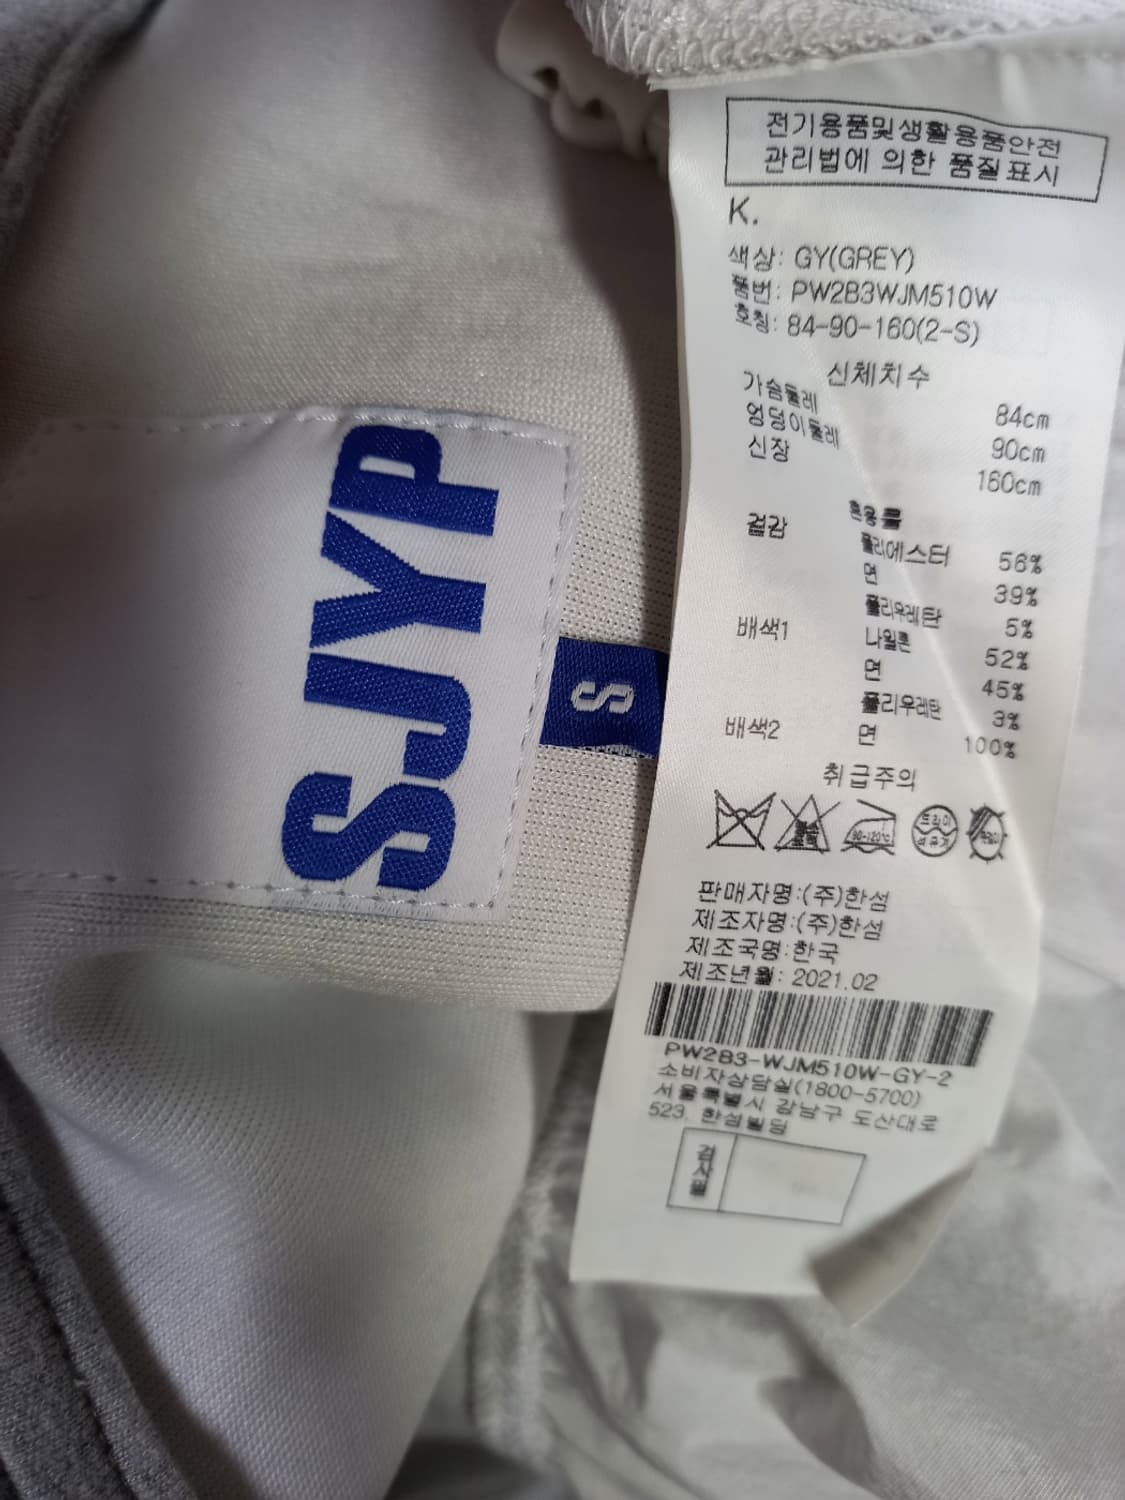 SJYP
S
전기용품및생활용품안전
관리법에 의한 품질표시
K.
색상: GY(GREY)
품번: PW2B3WJM510W
호칭: 84-90-160(2-S)
신체치수
가슴둘레 84cm
엉덩이둘레 90cm
신장 160cm
혼용률
겉감 폴리에스터 56%
면 39%
폴리우레탄 5%
배색1 나일론 52%
면 45%
폴리우레탄 3%
배색2 면 100%
취급주의
80-120℃
드라이
판매자명:(주)한섬
제조자명:(주)한섬
제조국명:한국
제조년월: 2021.02
PW2B3-WJM510W-GY-2
소비자상담실(1800-5700)
서울특별시 강남구 도산대로
523. 한섬빌딩
검사필